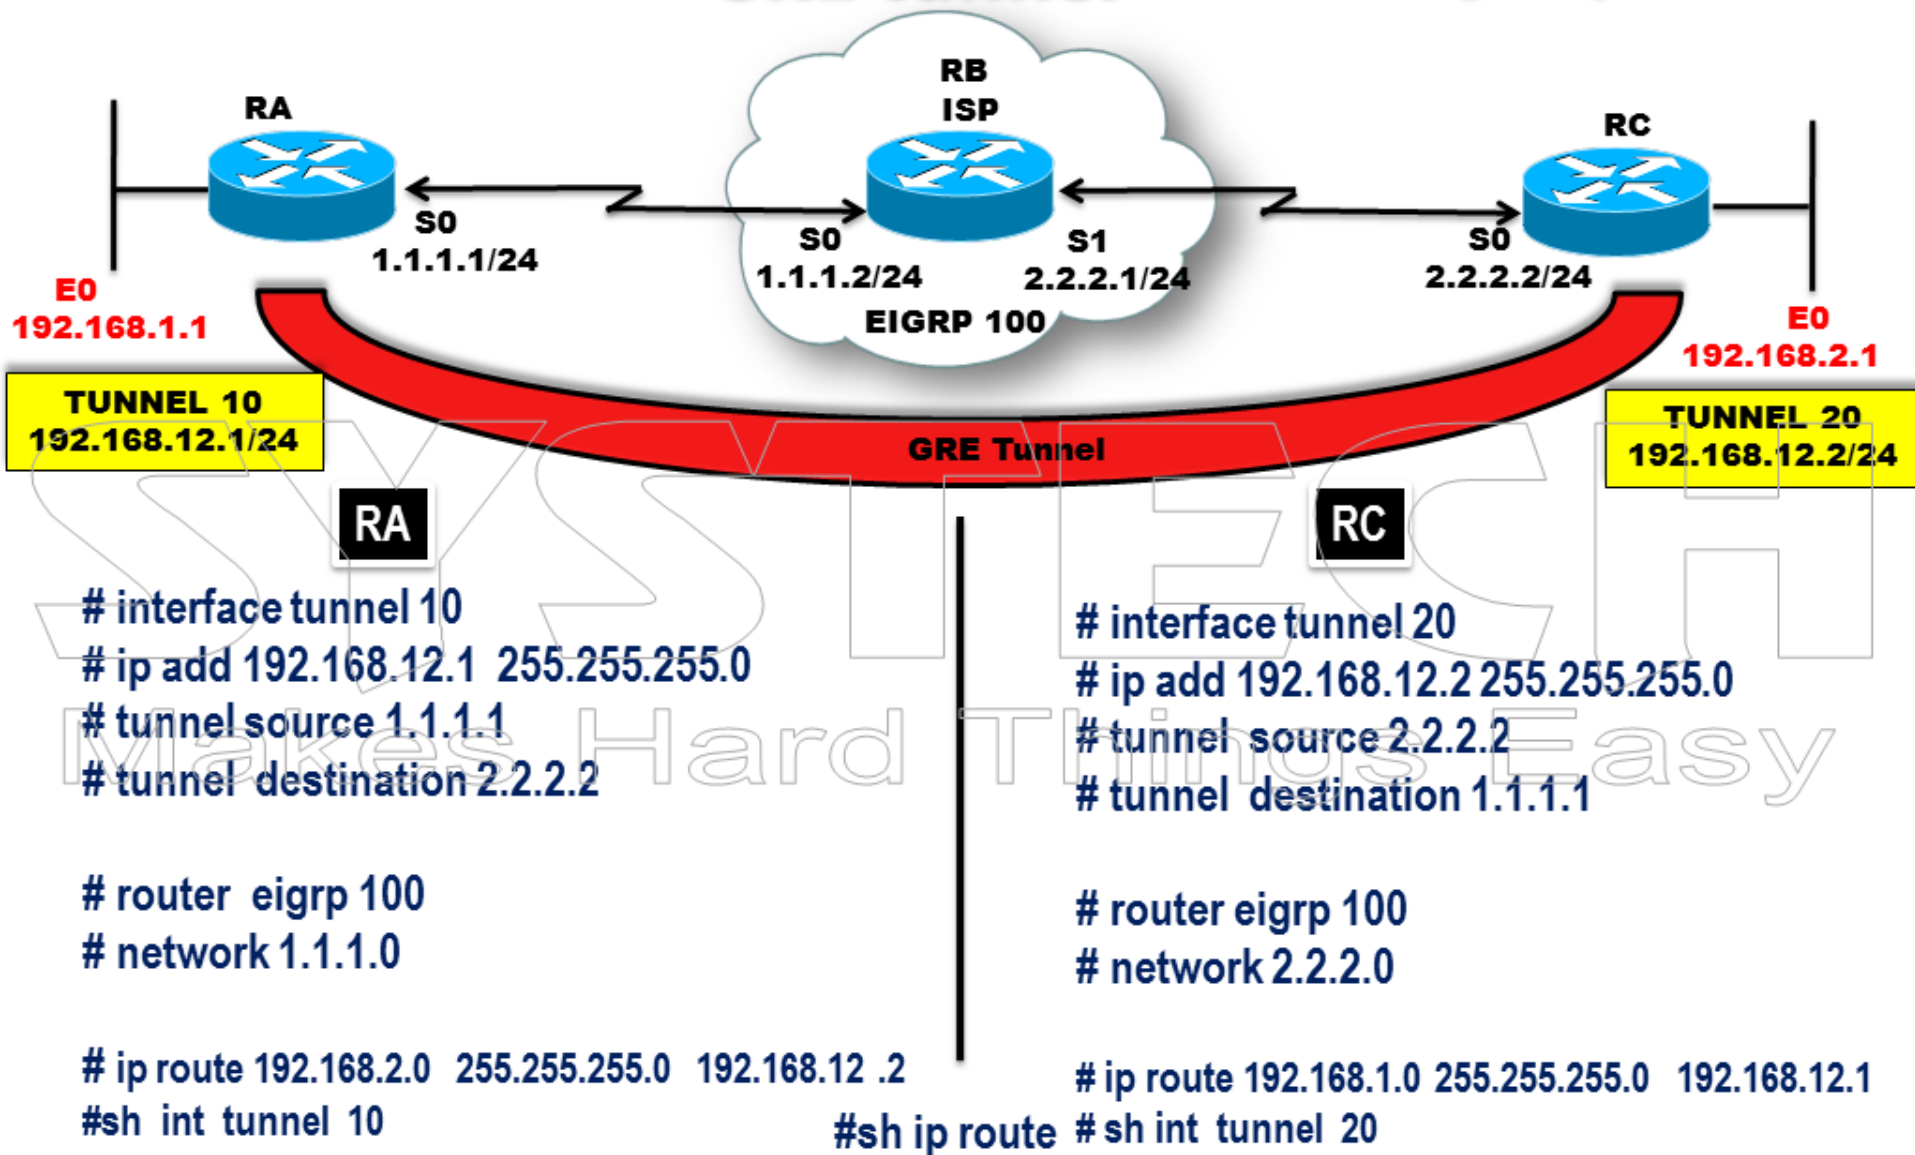 RB
ISP
RA
RC
S0
1.1.1.1/24
S0
1.1.1.2/24
S1
2.2.2.1/24
S0
2.2.2.2/24
EIGRP 100
E0
192.168.1.1
E0
192.168.2.1
TUNNEL 10
192.168.12.1/24
TUNNEL 20
192.168.12.2/24
GRE Tunnel
SYSTECH
Makes Hard Things Easy
RA
# interface tunnel 10
# ip add 192.168.12.1 255.255.255.0
# tunnel source 1.1.1.1
# tunnel destination 2.2.2.2
# router eigrp 100
# network 1.1.1.0
# ip route 192.168.2.0 255.255.255.0 192.168.12 .2
#sh int tunnel 10
#sh ip route
RC
# interface tunnel 20
# ip add 192.168.12.2 255.255.255.0
# tunnel source 2.2.2.2
# tunnel destination 1.1.1.1
# router eigrp 100
# network 2.2.2.0
# ip route 192.168.1.0 255.255.255.0 192.168.12.1
# sh int tunnel 20